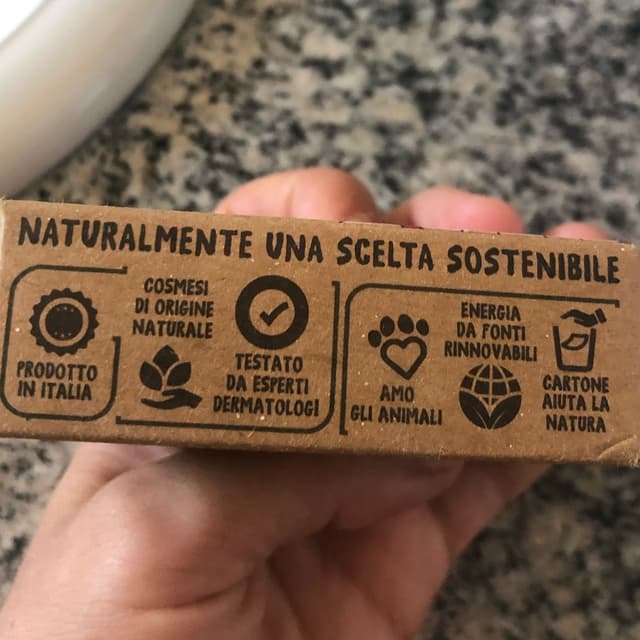 NATURALMENTE UNA SCELTA SOSTENIBILE
PRODOTTO
IN ITALIA
COSMESI
DI ORIGINE
NATURALE
TESTATO
DA ESPERTI
DERMATOLOGI
AMO
GLI ANIMALI
ENERGIA
DA FONTI
RINNOVABILI
CARTONE
AIUTA LA
NATURA